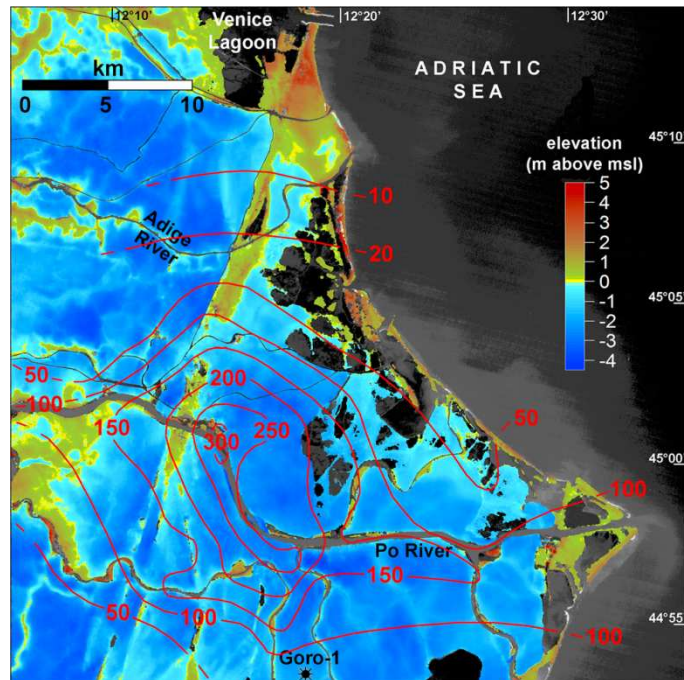 12°10'
12°20'
12°30'
Venice
Lagoon
km
0 5 10
ADRIATIC
SEA
45°10'
elevation
(m above msl)
5
4
3
2
1
0
-1
-2
-3
-4
10
20
Adige
River
45°05'
50
100
150
200
250
300
50
45°00'
100
Po River
150
50
100
100
44°55'
Goro-1